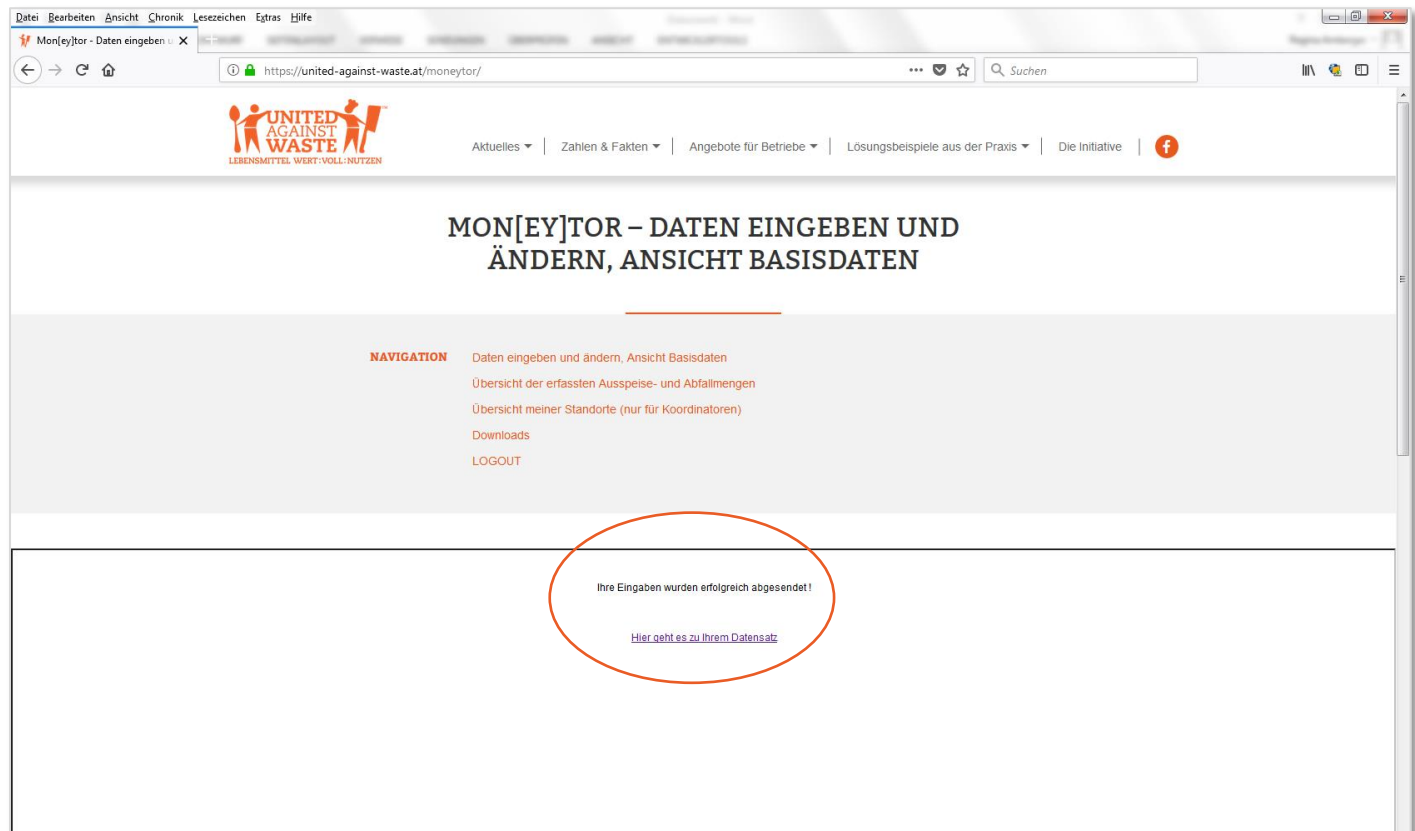 Datei Bearbeiten Ansicht Chronik Lesezeichen Extras Hilfe
Mon[ey]tor - Daten eingeben u
https://united-against-waste.at/moneytor/
Suchen
UNITED
AGAINST
WASTE
LEBENSMITTEL WERT:VOLL:NUTZEN
Aktuelles | Zahlen & Fakten | Angebote für Betriebe | Lösungsbeispiele aus der Praxis | Die Initiative |
MON[EY]TOR – DATEN EINGEBEN UND
ÄNDERN, ANSICHT BASISDATEN
NAVIGATION
Daten eingeben und ändern, Ansicht Basisdaten
Übersicht der erfassten Ausspeise- und Abfallmengen
Übersicht meiner Standorte (nur für Koordinatoren)
Downloads
LOGOUT
Ihre Eingaben wurden erfolgreich abgesendet !
Hier geht es zu Ihrem Datensatz